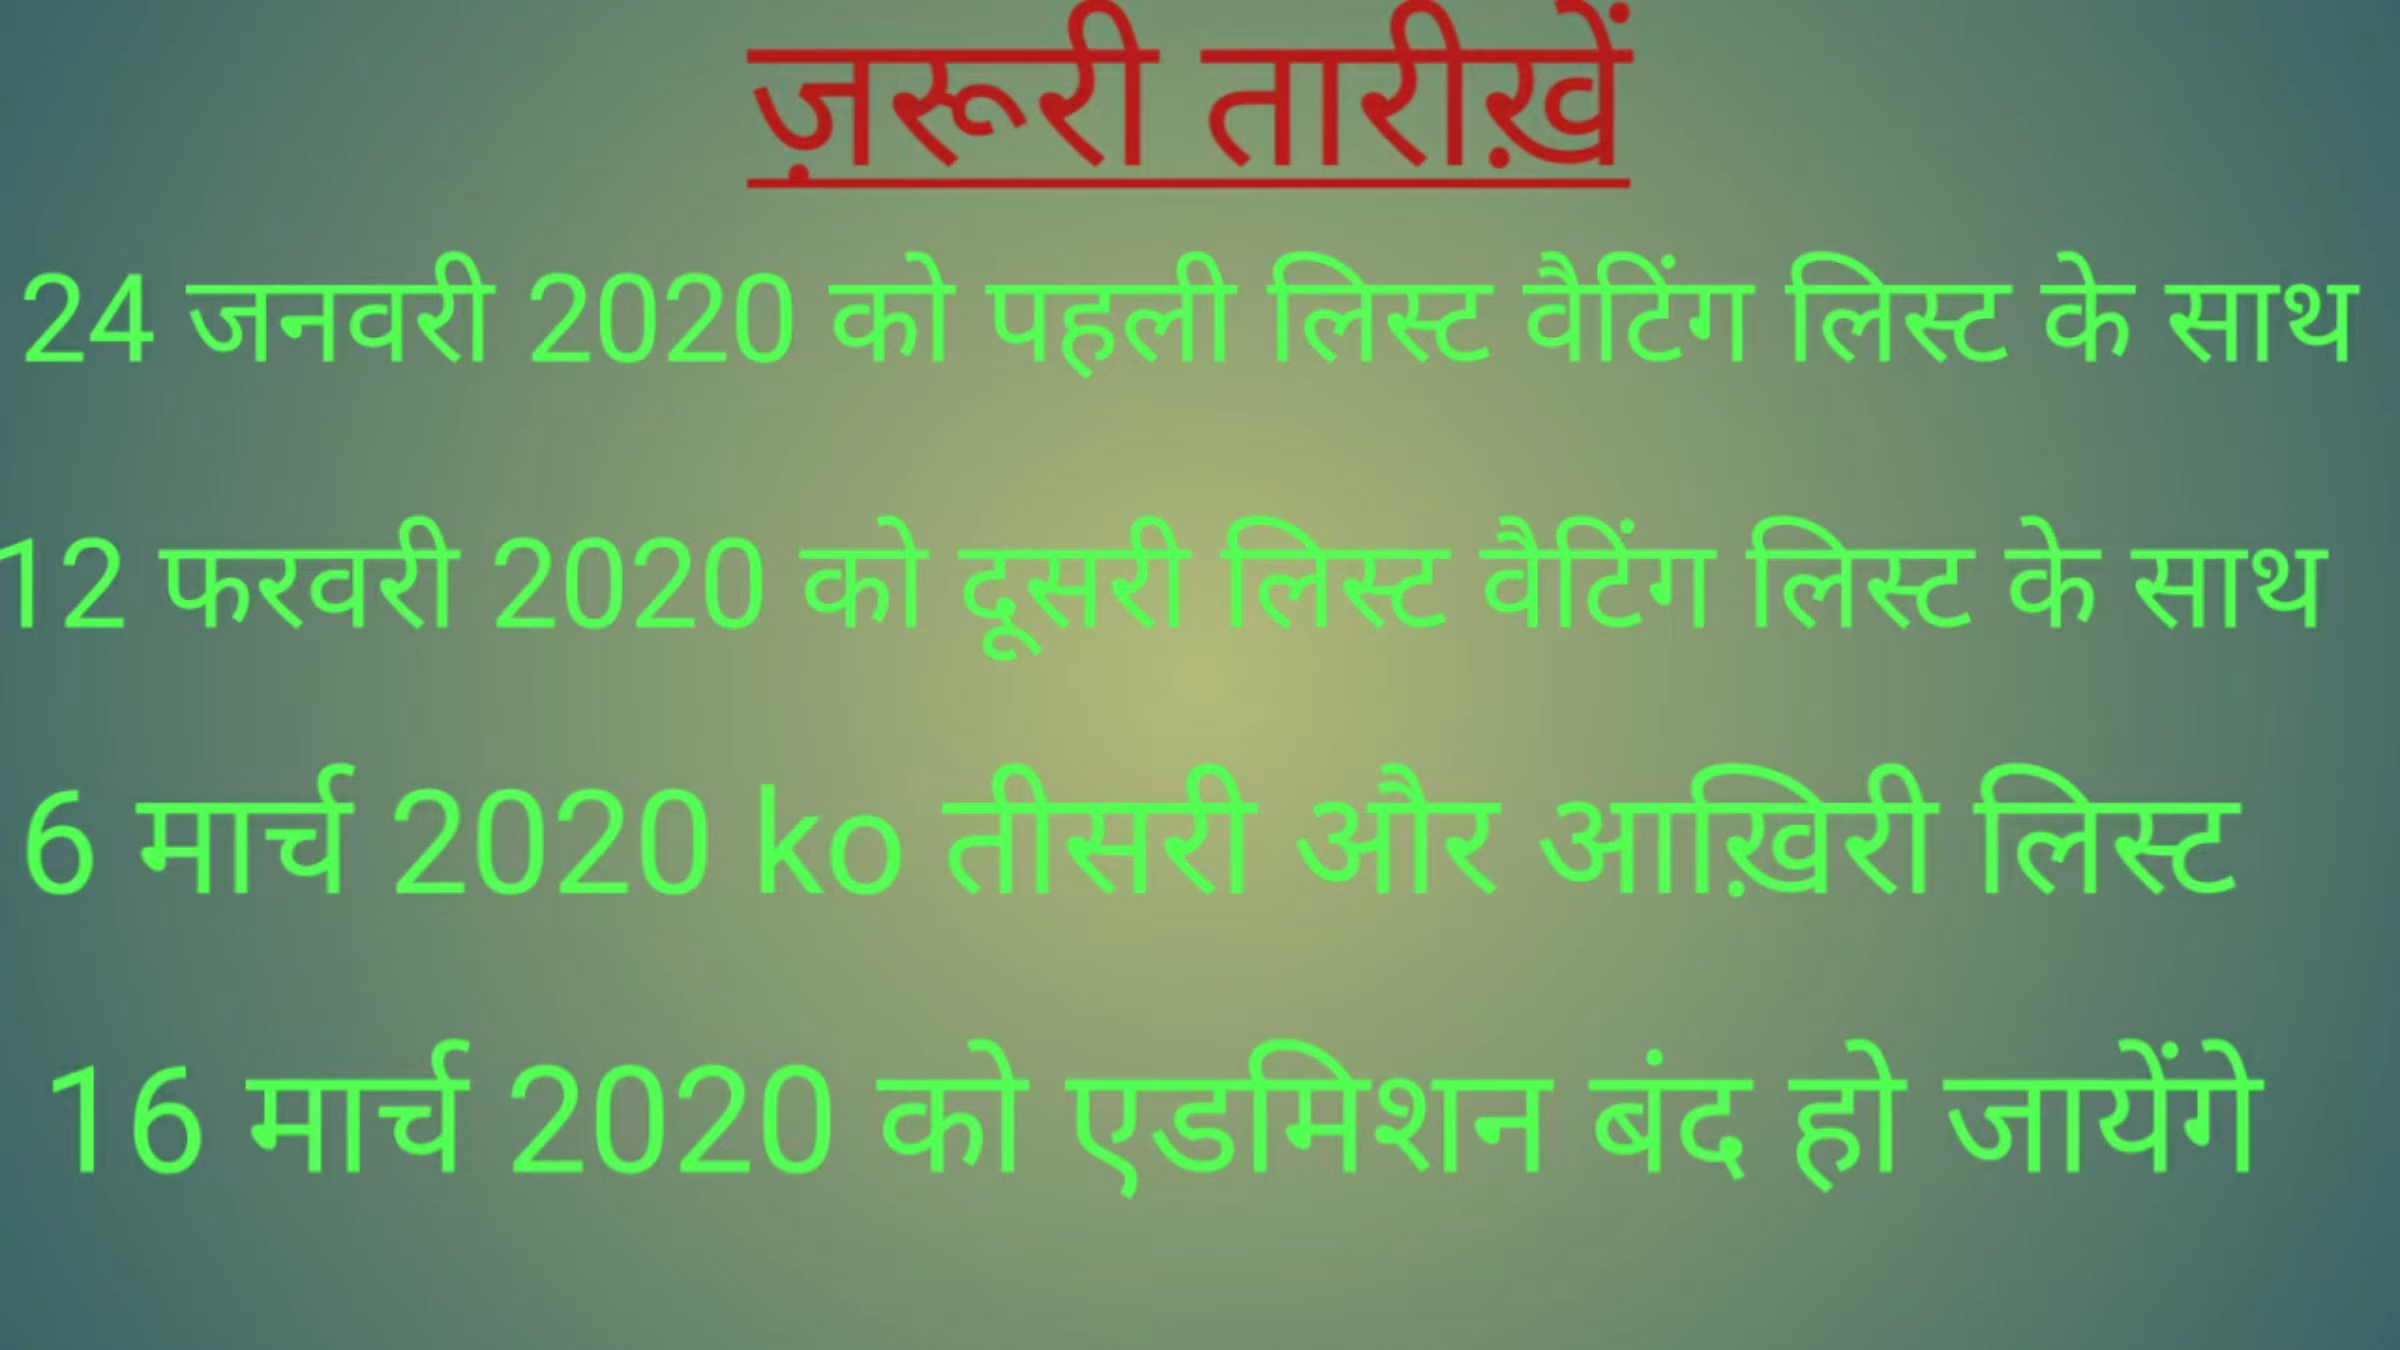 ज़रूरी तारीख़ें
24 जनवरी 2020 को पहली लिस्ट वैटिंग लिस्ट के साथ
12 फरवरी 2020 को दूसरी लिस्ट वैटिंग लिस्ट के साथ
6 मार्च 2020 ko तीसरी और आख़िरी लिस्ट
16 मार्च 2020 को एडमिशन बंद हो जायेंगे